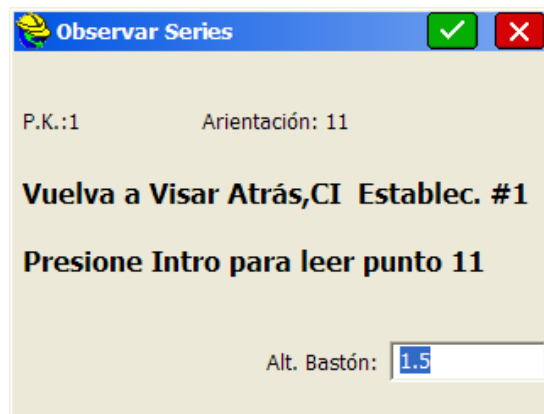 Observar Series
P.K.:1 Arientación: 11
Vuelva a Visar Atrás,CI Establec. #1
Presione Intro para leer punto 11
Alt. Bastón: 1.5